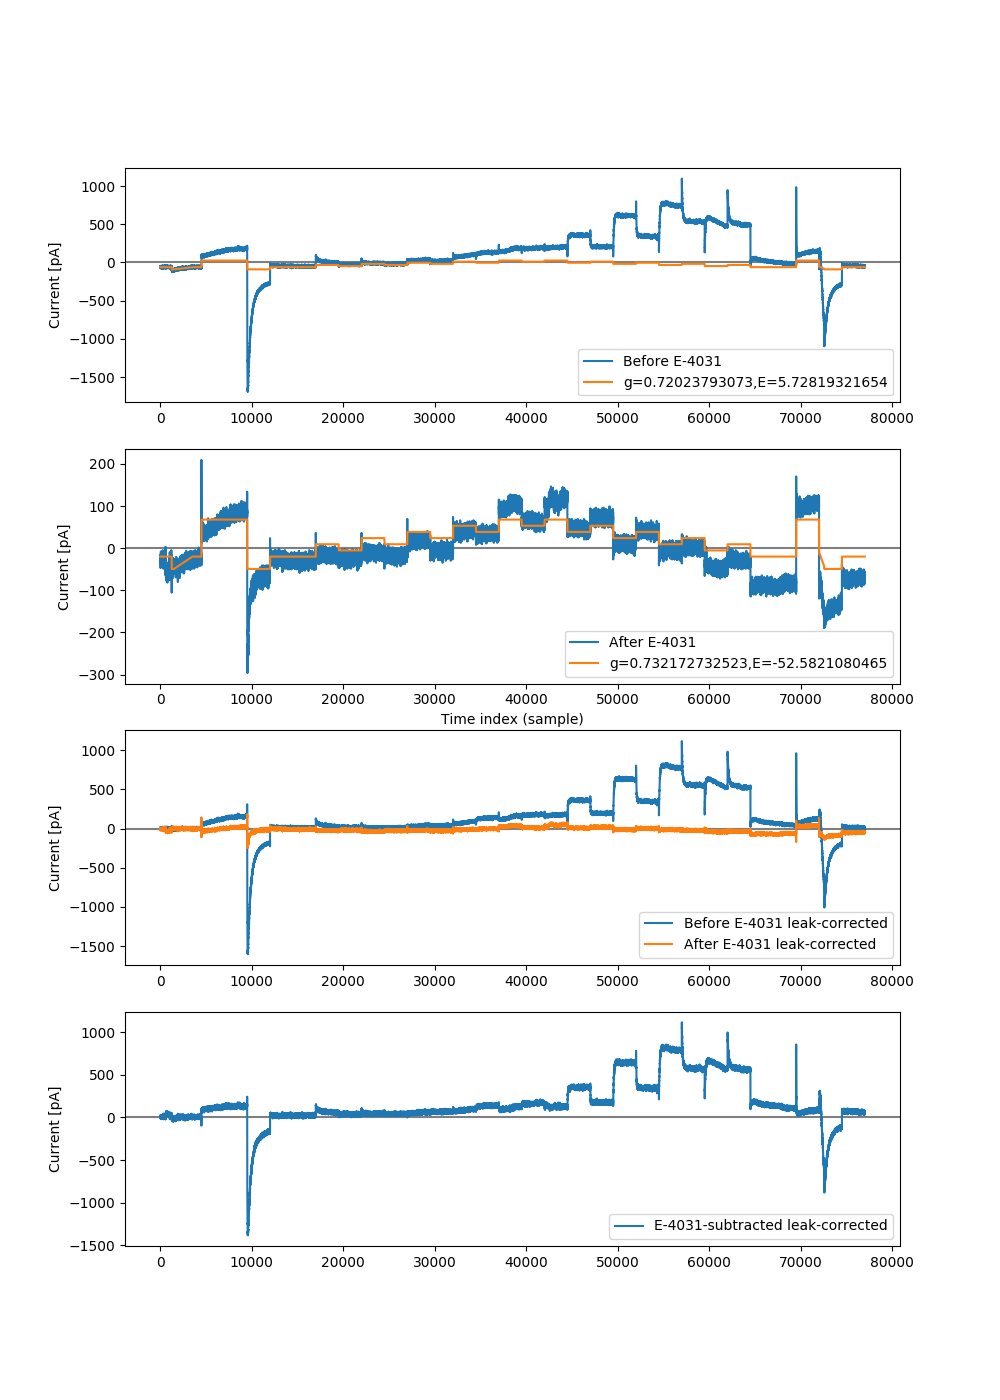 1000
500
0
−500
−1000
−1500
Current [pA]
Before E-4031
g=0.72023793073,E=5.72819321654
0 10000 20000 30000 40000 50000 60000 70000 80000
200
100
0
−100
−200
−300
Current [pA]
After E-4031
g=0.732172732523,E=-52.5821080465
0 10000 20000 30000 40000 50000 60000 70000 80000
Time index (sample)
1000
500
0
−500
−1000
−1500
Current [pA]
Before E-4031 leak-corrected
After E-4031 leak-corrected
0 10000 20000 30000 40000 50000 60000 70000 80000
1000
500
0
−500
−1000
−1500
Current [pA]
E-4031-subtracted leak-corrected
0 10000 20000 30000 40000 50000 60000 70000 80000